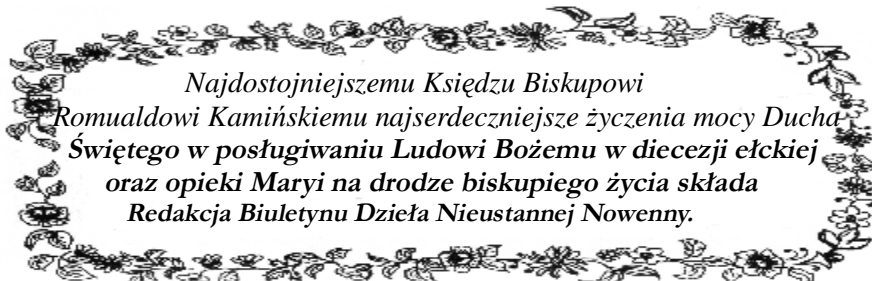 Najdostojniejszemu Księdzu Biskupowi
Romualdowi Kamińskiemu najserdeczniejsze życzenia mocy Ducha
Świętego w posługiwaniu Ludowi Bożemu w diecezji ełckiej
oraz opieki Maryi na drodze biskupiego życia składa
Redakcja Biuletynu Dzieła Nieustannej Nowenny.